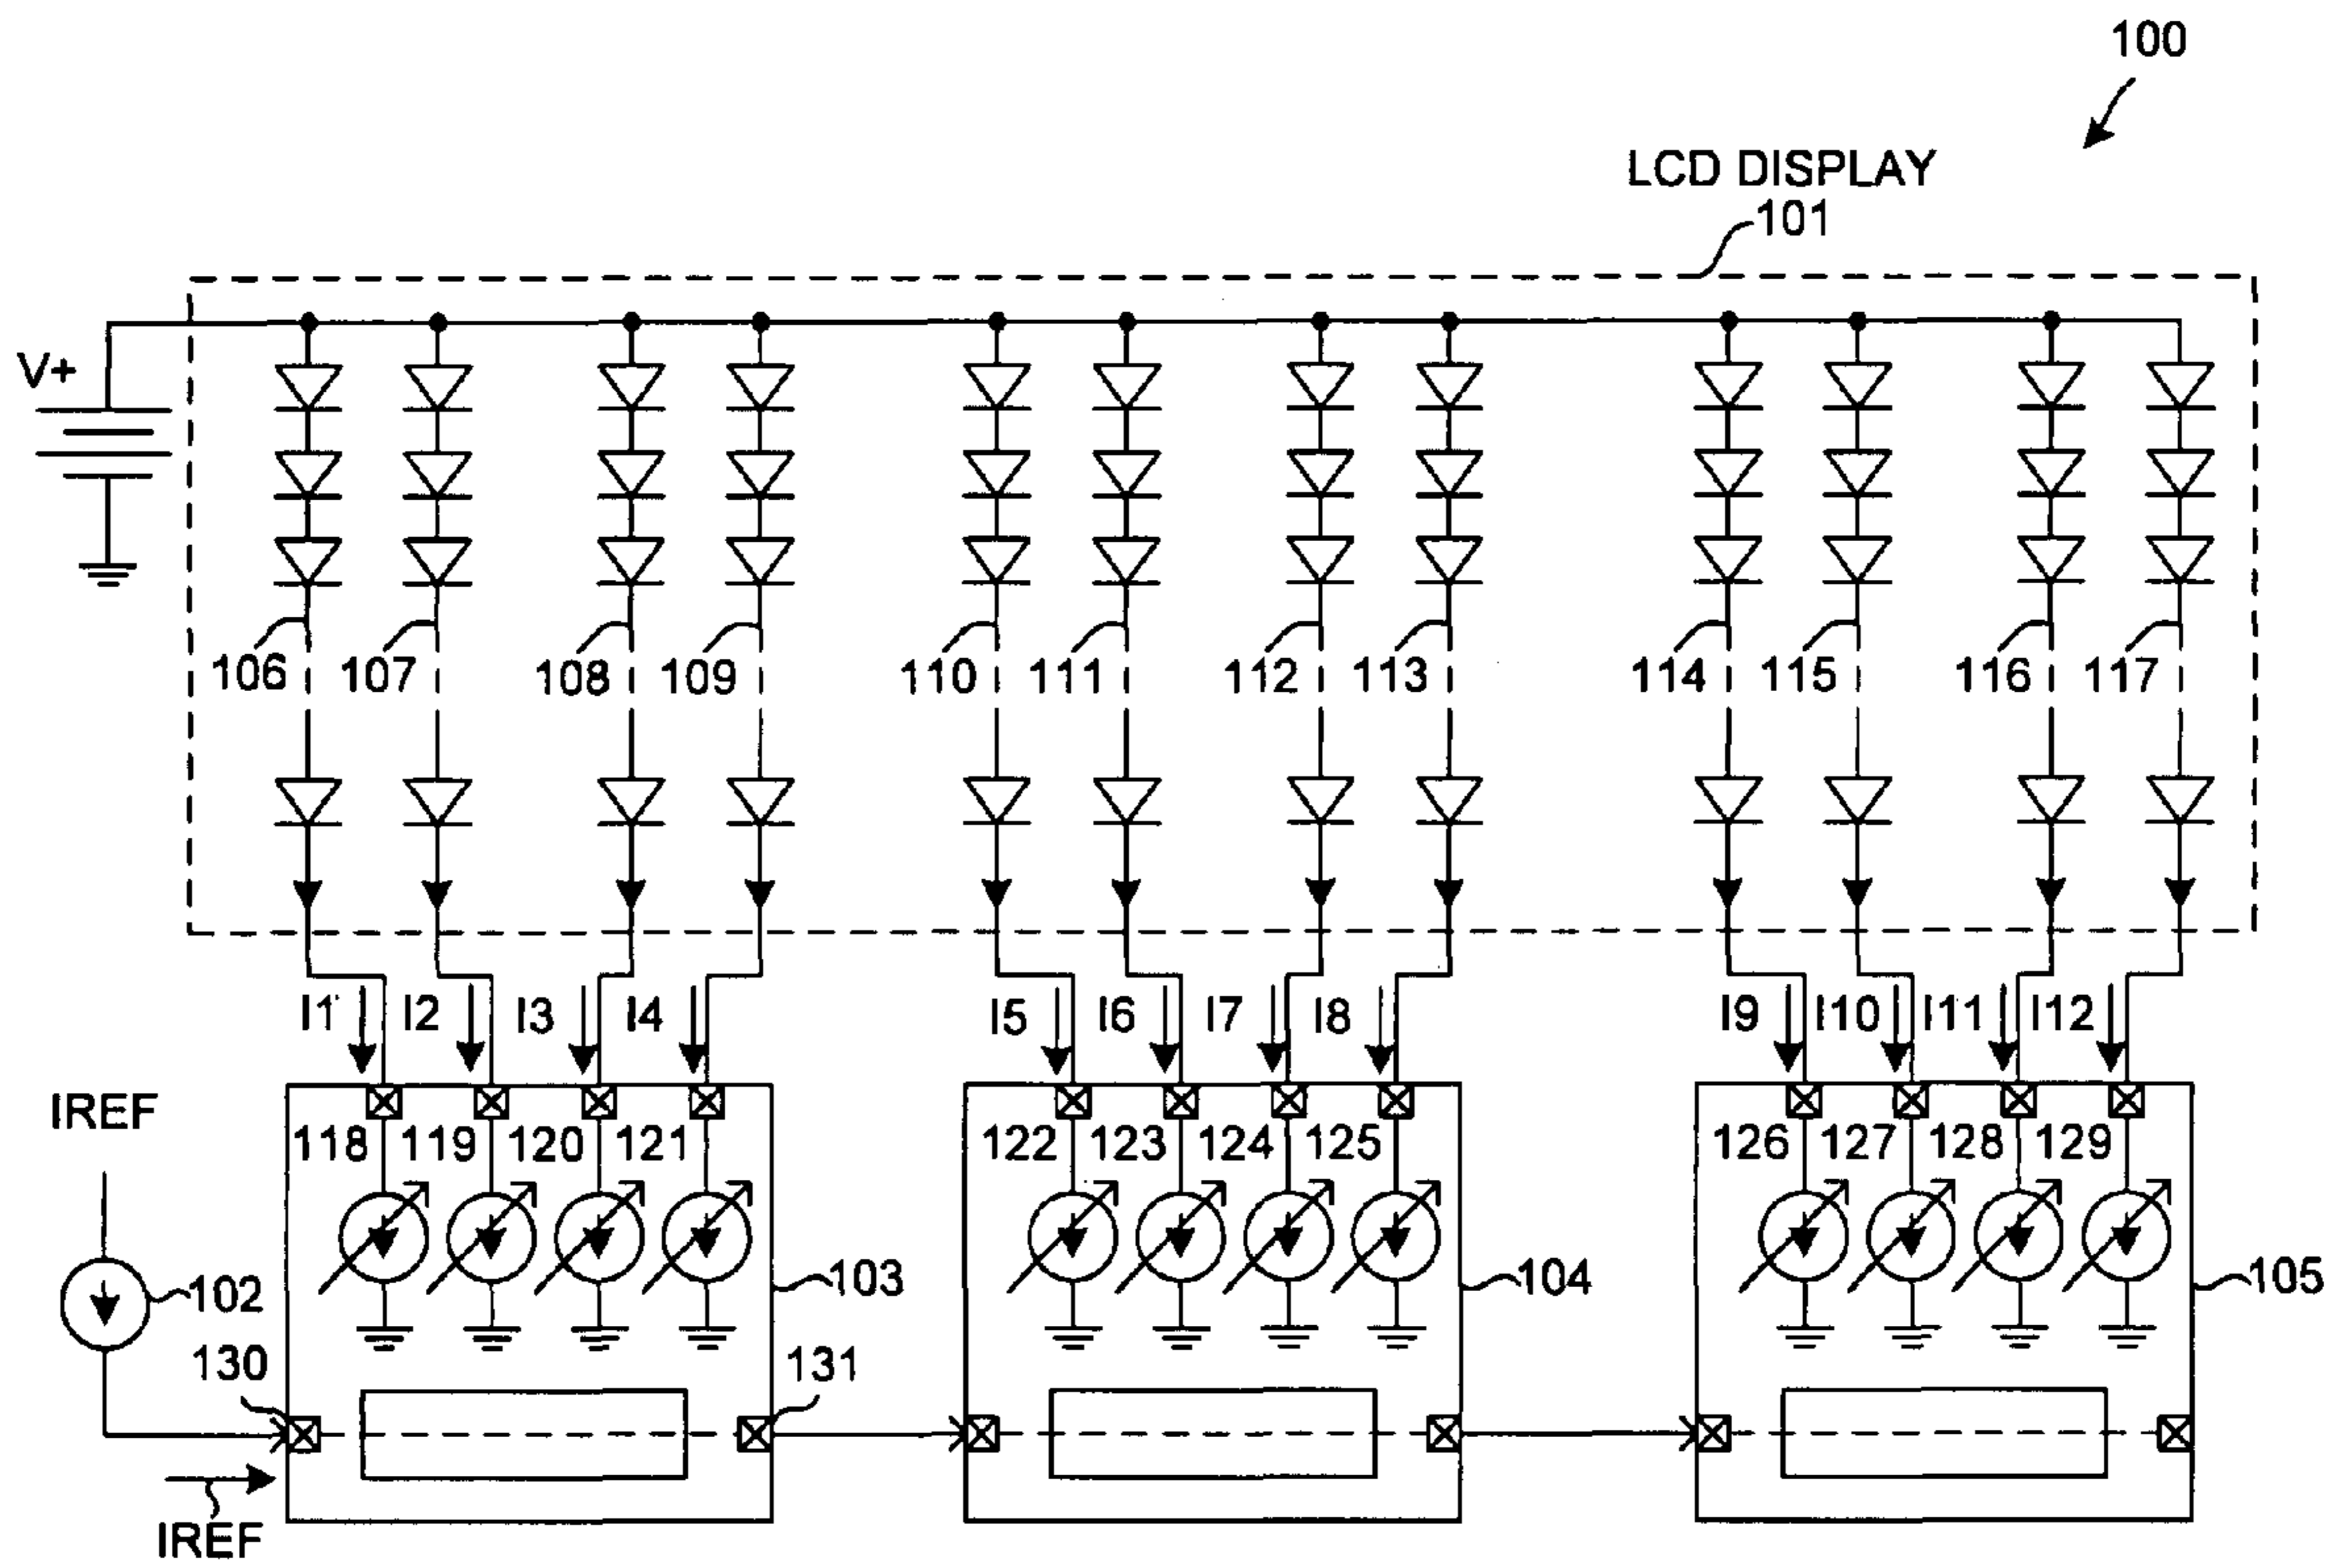 100
LCD DISPLAY
101
V+
106 107 108 109 110 111 112 113 114 115 116 117
I1 I2 I3 I4 I5 I6 I7 I8 I9 I10 I11 I12
IREF
118 119 120 121 122 123 124 125 126 127 128 129
102 103 104 105
130 131
IREF